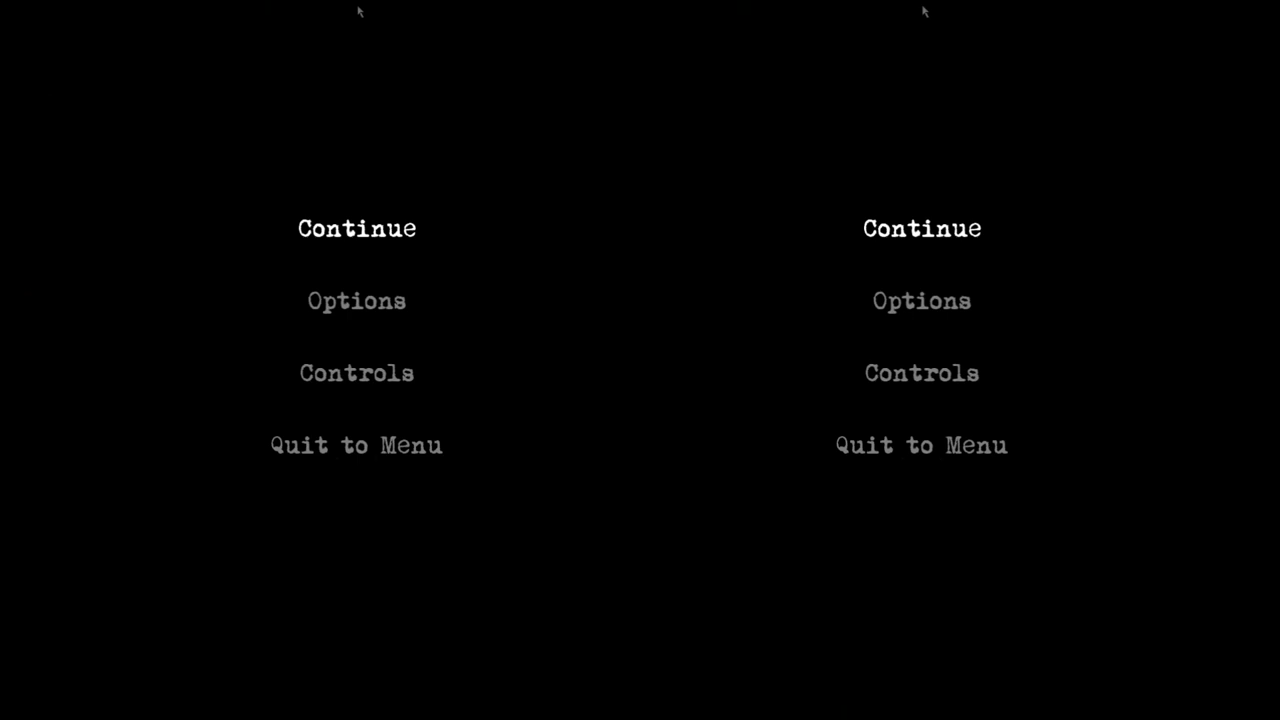 Continue
Options
Controls
Quit to Menu
Continue
Options
Controls
Quit to Menu